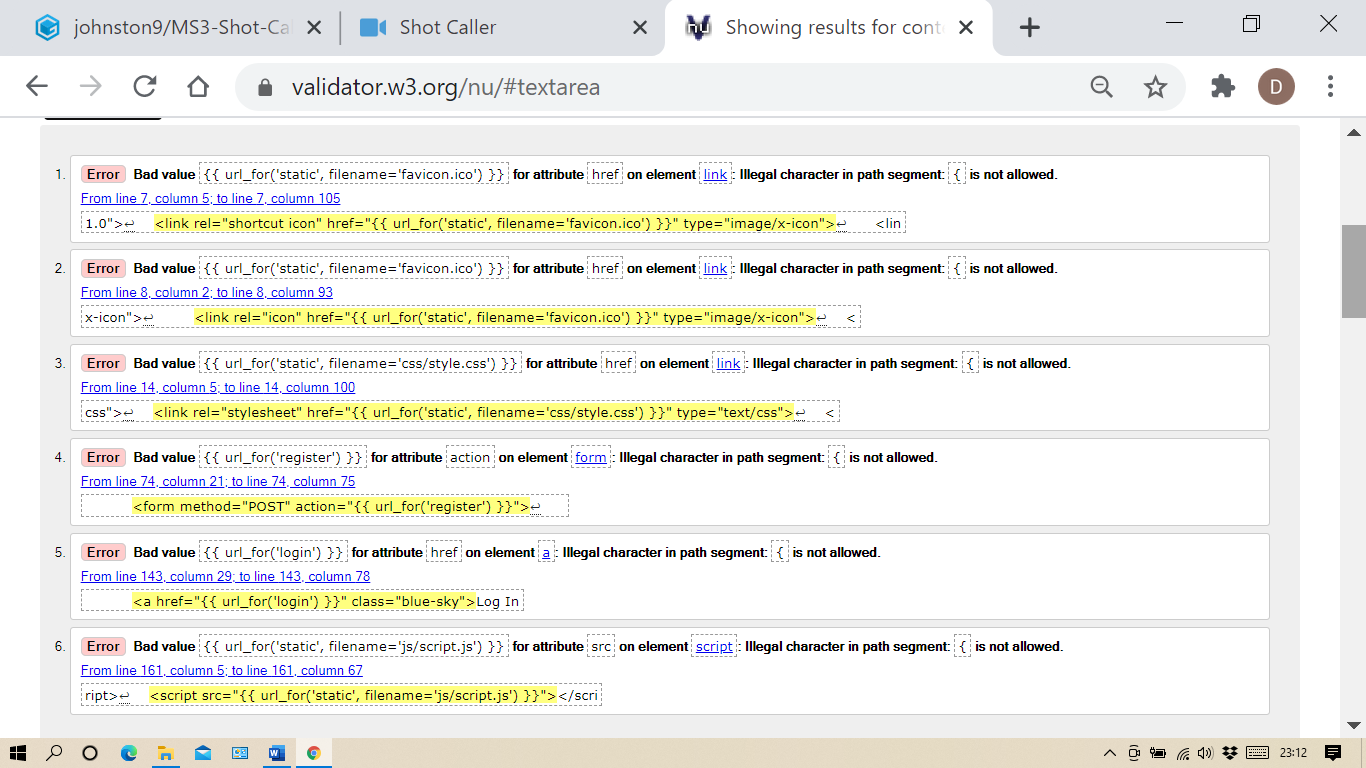 johnston9/MS3-Shot-Cal
Shot Caller
Showing results for conte
validator.w3.org/nu/#textarea
D
1. Error Bad value {{ url_for('static', filename='favicon.ico') }} for attribute href on element link: Illegal character in path segment: { is not allowed.
From line 7, column 5; to line 7, column 105
1.0">↩ <link rel="shortcut icon" href="{{ url_for('static', filename='favicon.ico') }}" type="image/x-icon">↩ <lin
2. Error Bad value {{ url_for('static', filename='favicon.ico') }} for attribute href on element link: Illegal character in path segment: { is not allowed.
From line 8, column 2; to line 8, column 93
x-icon">↩ <link rel="icon" href="{{ url_for('static', filename='favicon.ico') }}" type="image/x-icon">↩ <
3. Error Bad value {{ url_for('static', filename='css/style.css') }} for attribute href on element link: Illegal character in path segment: { is not allowed.
From line 14, column 5; to line 14, column 100
css">↩ <link rel="stylesheet" href="{{ url_for('static', filename='css/style.css') }}" type="text/css">↩ <
4. Error Bad value {{ url_for('register') }} for attribute action on element form: Illegal character in path segment: { is not allowed.
From line 74, column 21; to line 74, column 75
<form method="POST" action="{{ url_for('register') }}">↩
5. Error Bad value {{ url_for('login') }} for attribute href on element a: Illegal character in path segment: { is not allowed.
From line 143, column 29; to line 143, column 78
<a href="{{ url_for('login') }}" class="blue-sky">Log In
6. Error Bad value {{ url_for('static', filename='js/script.js') }} for attribute src on element script: Illegal character in path segment: { is not allowed.
From line 161, column 5; to line 161, column 67
ript>↩ <script src="{{ url_for('static', filename='js/script.js') }}"></scri
23:12